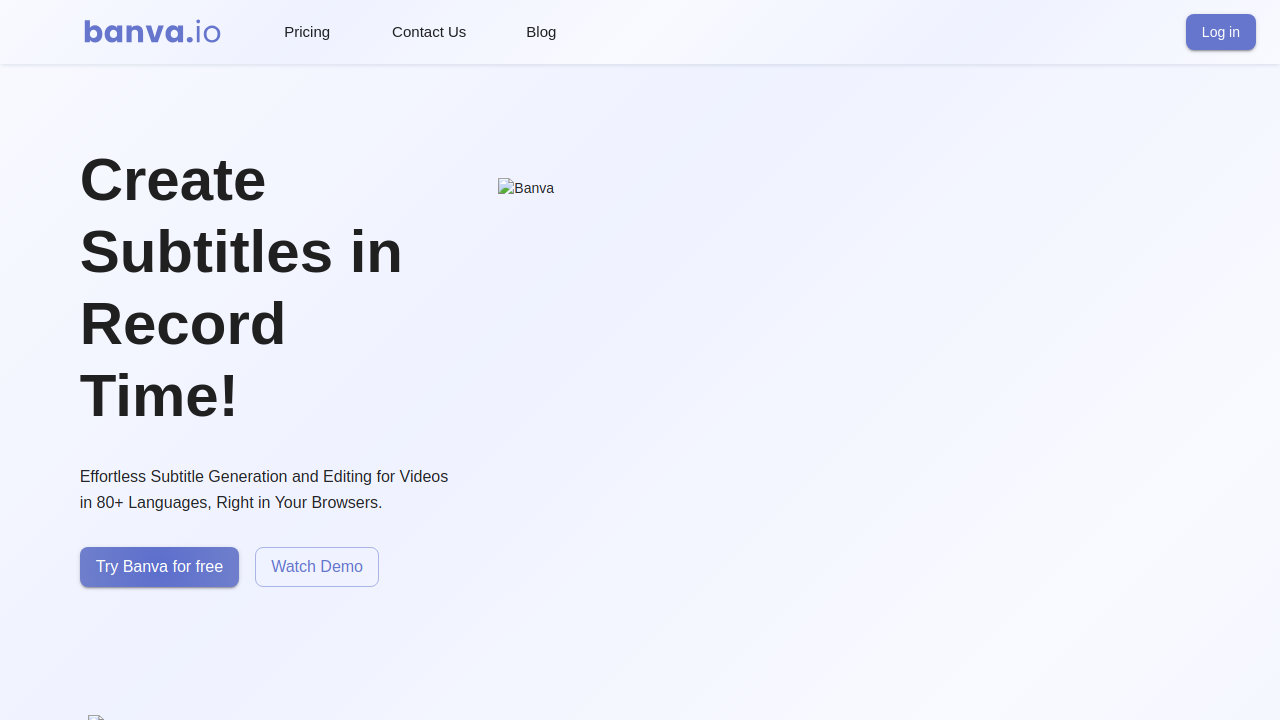 banva.io
Pricing
Contact Us
Blog
Log in
Create
Subtitles in
Record
Time!
Banva
Effortless Subtitle Generation and Editing for Videos
in 80+ Languages, Right in Your Browsers.
Try Banva for free
Watch Demo